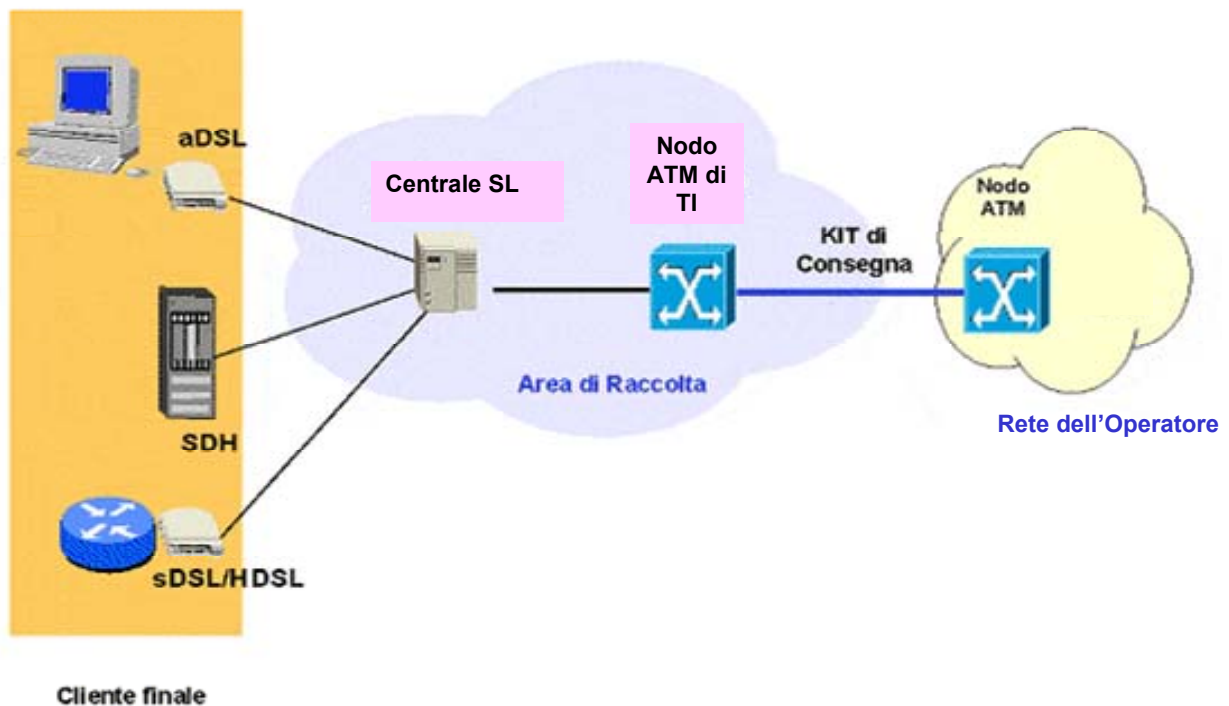 aDSL
Centrale SL
Nodo
ATM di
TI
Nodo
ATM
KIT di
Consegna
Area di Raccolta
SDH
Rete dell'Operatore
sDSL/HDSL
Cliente finale